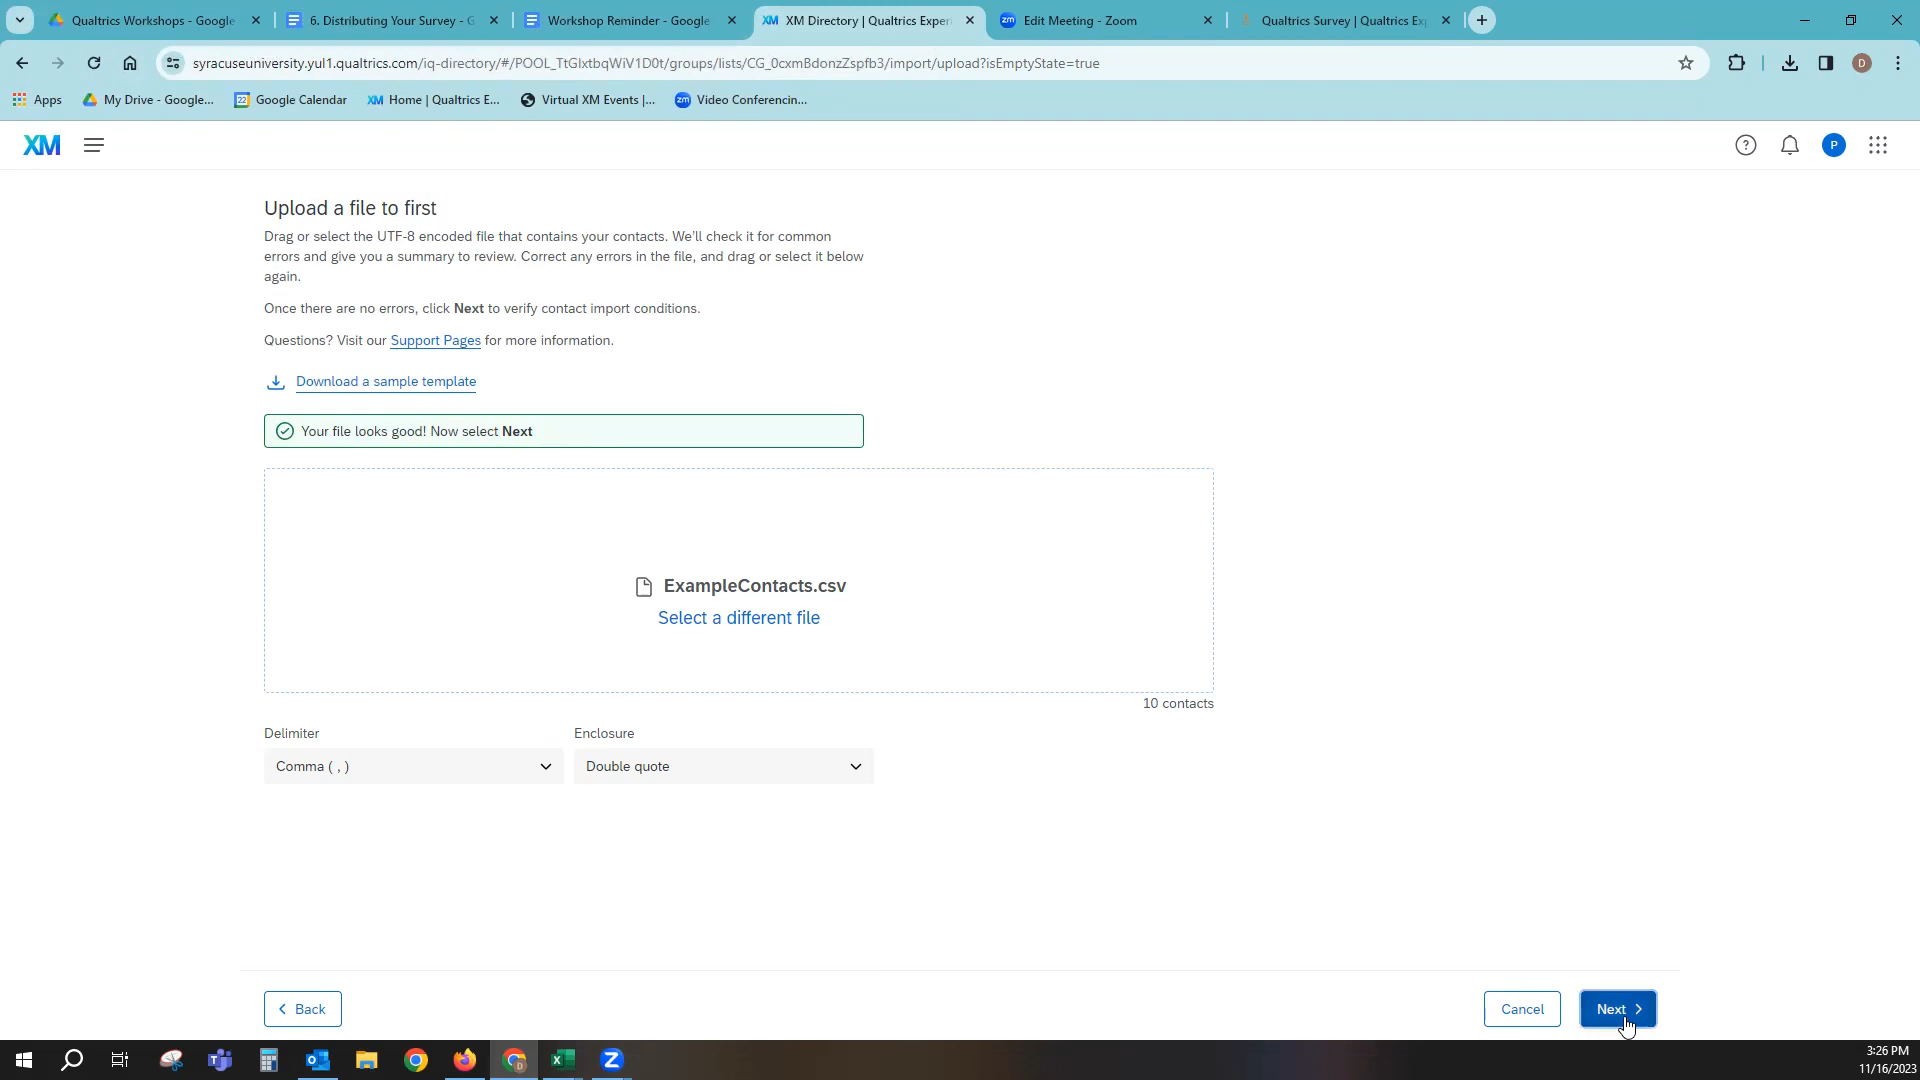 Qualtrics Workshops - Google
6. Distributing Your Survey - G
Workshop Reminder - Google
XM XM Directory | Qualtrics Experi
zm Edit Meeting - Zoom
Qualtrics Survey | Qualtrics Exp
syracuseuniversity.yul1.qualtrics.com/iq-directory/#/POOL_TtGlxtbqWiV1D0t/groups/lists/CG_0cxmBdonzZspfb3/import/upload?isEmptyState=true
D
Apps
My Drive - Google...
22 Google Calendar
XM Home | Qualtrics E...
Virtual XM Events |...
zm Video Conferencin...
XM
?
P
Upload a file to first
Drag or select the UTF-8 encoded file that contains your contacts. We'll check it for common
errors and give you a summary to review. Correct any errors in the file, and drag or select it below
again.
Once there are no errors, click Next to verify contact import conditions.
Questions? Visit our Support Pages for more information.
Download a sample template
Your file looks good! Now select Next
ExampleContacts.csv
Select a different file
10 contacts
Delimiter
Enclosure
Comma ( , )
Double quote
Back
Cancel
Next
3:26 PM
11/16/2023